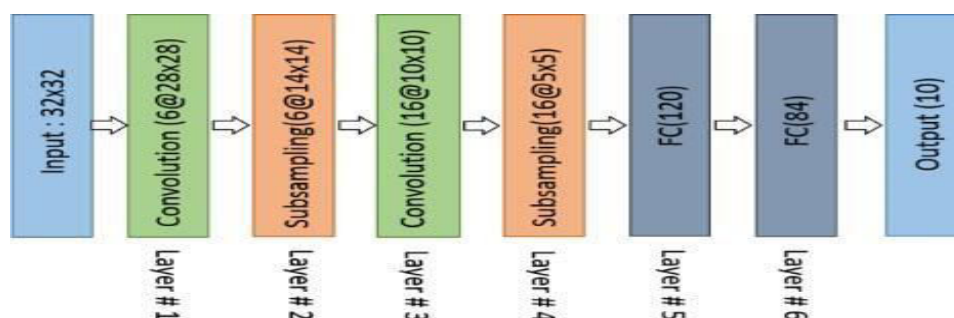 Input : 32x32
Convolution (6@28x28)
Subsampling(6@14x14)
Convolution (16@10x10)
Subsampling(16@5x5)
FC(120)
FC(84)
Output (10)
Layer # 1
Layer # 2
Layer # 3
Layer # 4
Layer # 5
Layer # 6